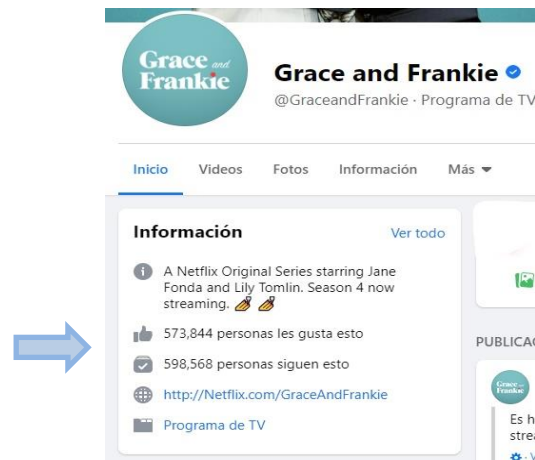 Grace and
Frankie
Grace and Frankie
@GraceandFrankie · Programa de TV
Inicio Videos Fotos Información Más
Información Ver todo
A Netflix Original Series starring Jane
Fonda and Lily Tomlin. Season 4 now
streaming.
573,844 personas les gusta esto
598,568 personas siguen esto
http://Netflix.com/GraceAndFrankie
Programa de TV
PUBLICAC
Grace and
Frankie
Es h
strea